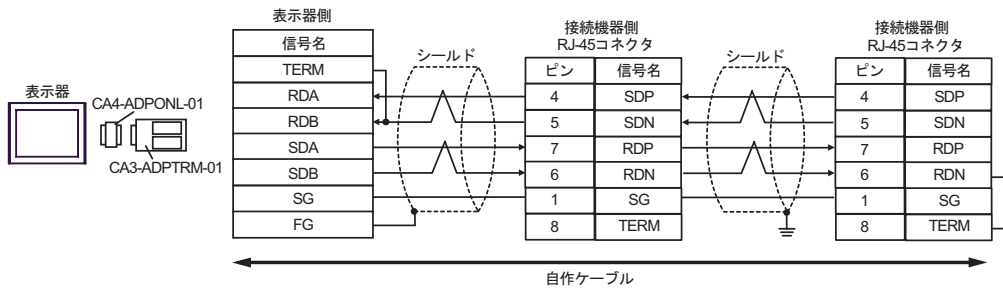 表示器
CA4-ADPONL-01
CA3-ADPTRM-01
表示器側
信号名
TERM
RDA
RDB
SDA
SDB
SG
FG
シールド
接続機器側
RJ-45コネクタ
ピン 信号名
4 SDP
5 SDN
7 RDP
6 RDN
1 SG
8 TERM
シールド
接続機器側
RJ-45コネクタ
ピン 信号名
4 SDP
5 SDN
7 RDP
6 RDN
1 SG
8 TERM
自作ケーブル